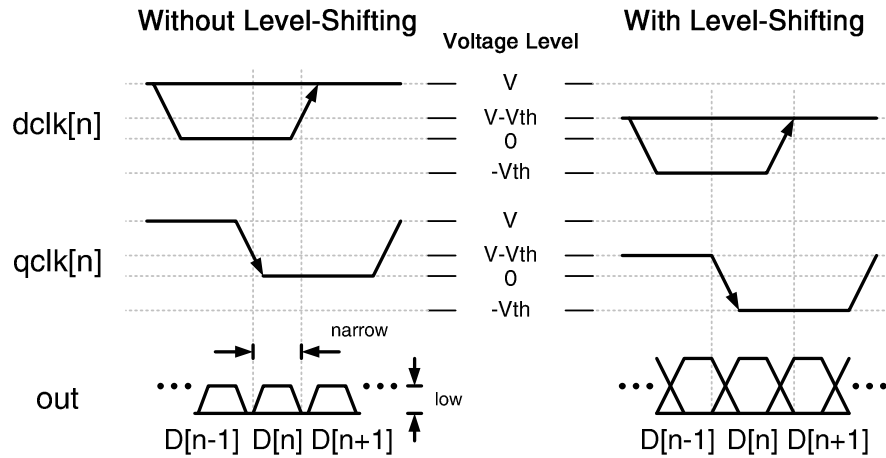 Without Level-Shifting
Voltage Level
With Level-Shifting
dclk[n]
V
V-Vth
0
-Vth
qclk[n]
V
V-Vth
0
-Vth
narrow
out
low
D[n-1] D[n] D[n+1]
D[n-1] D[n] D[n+1]